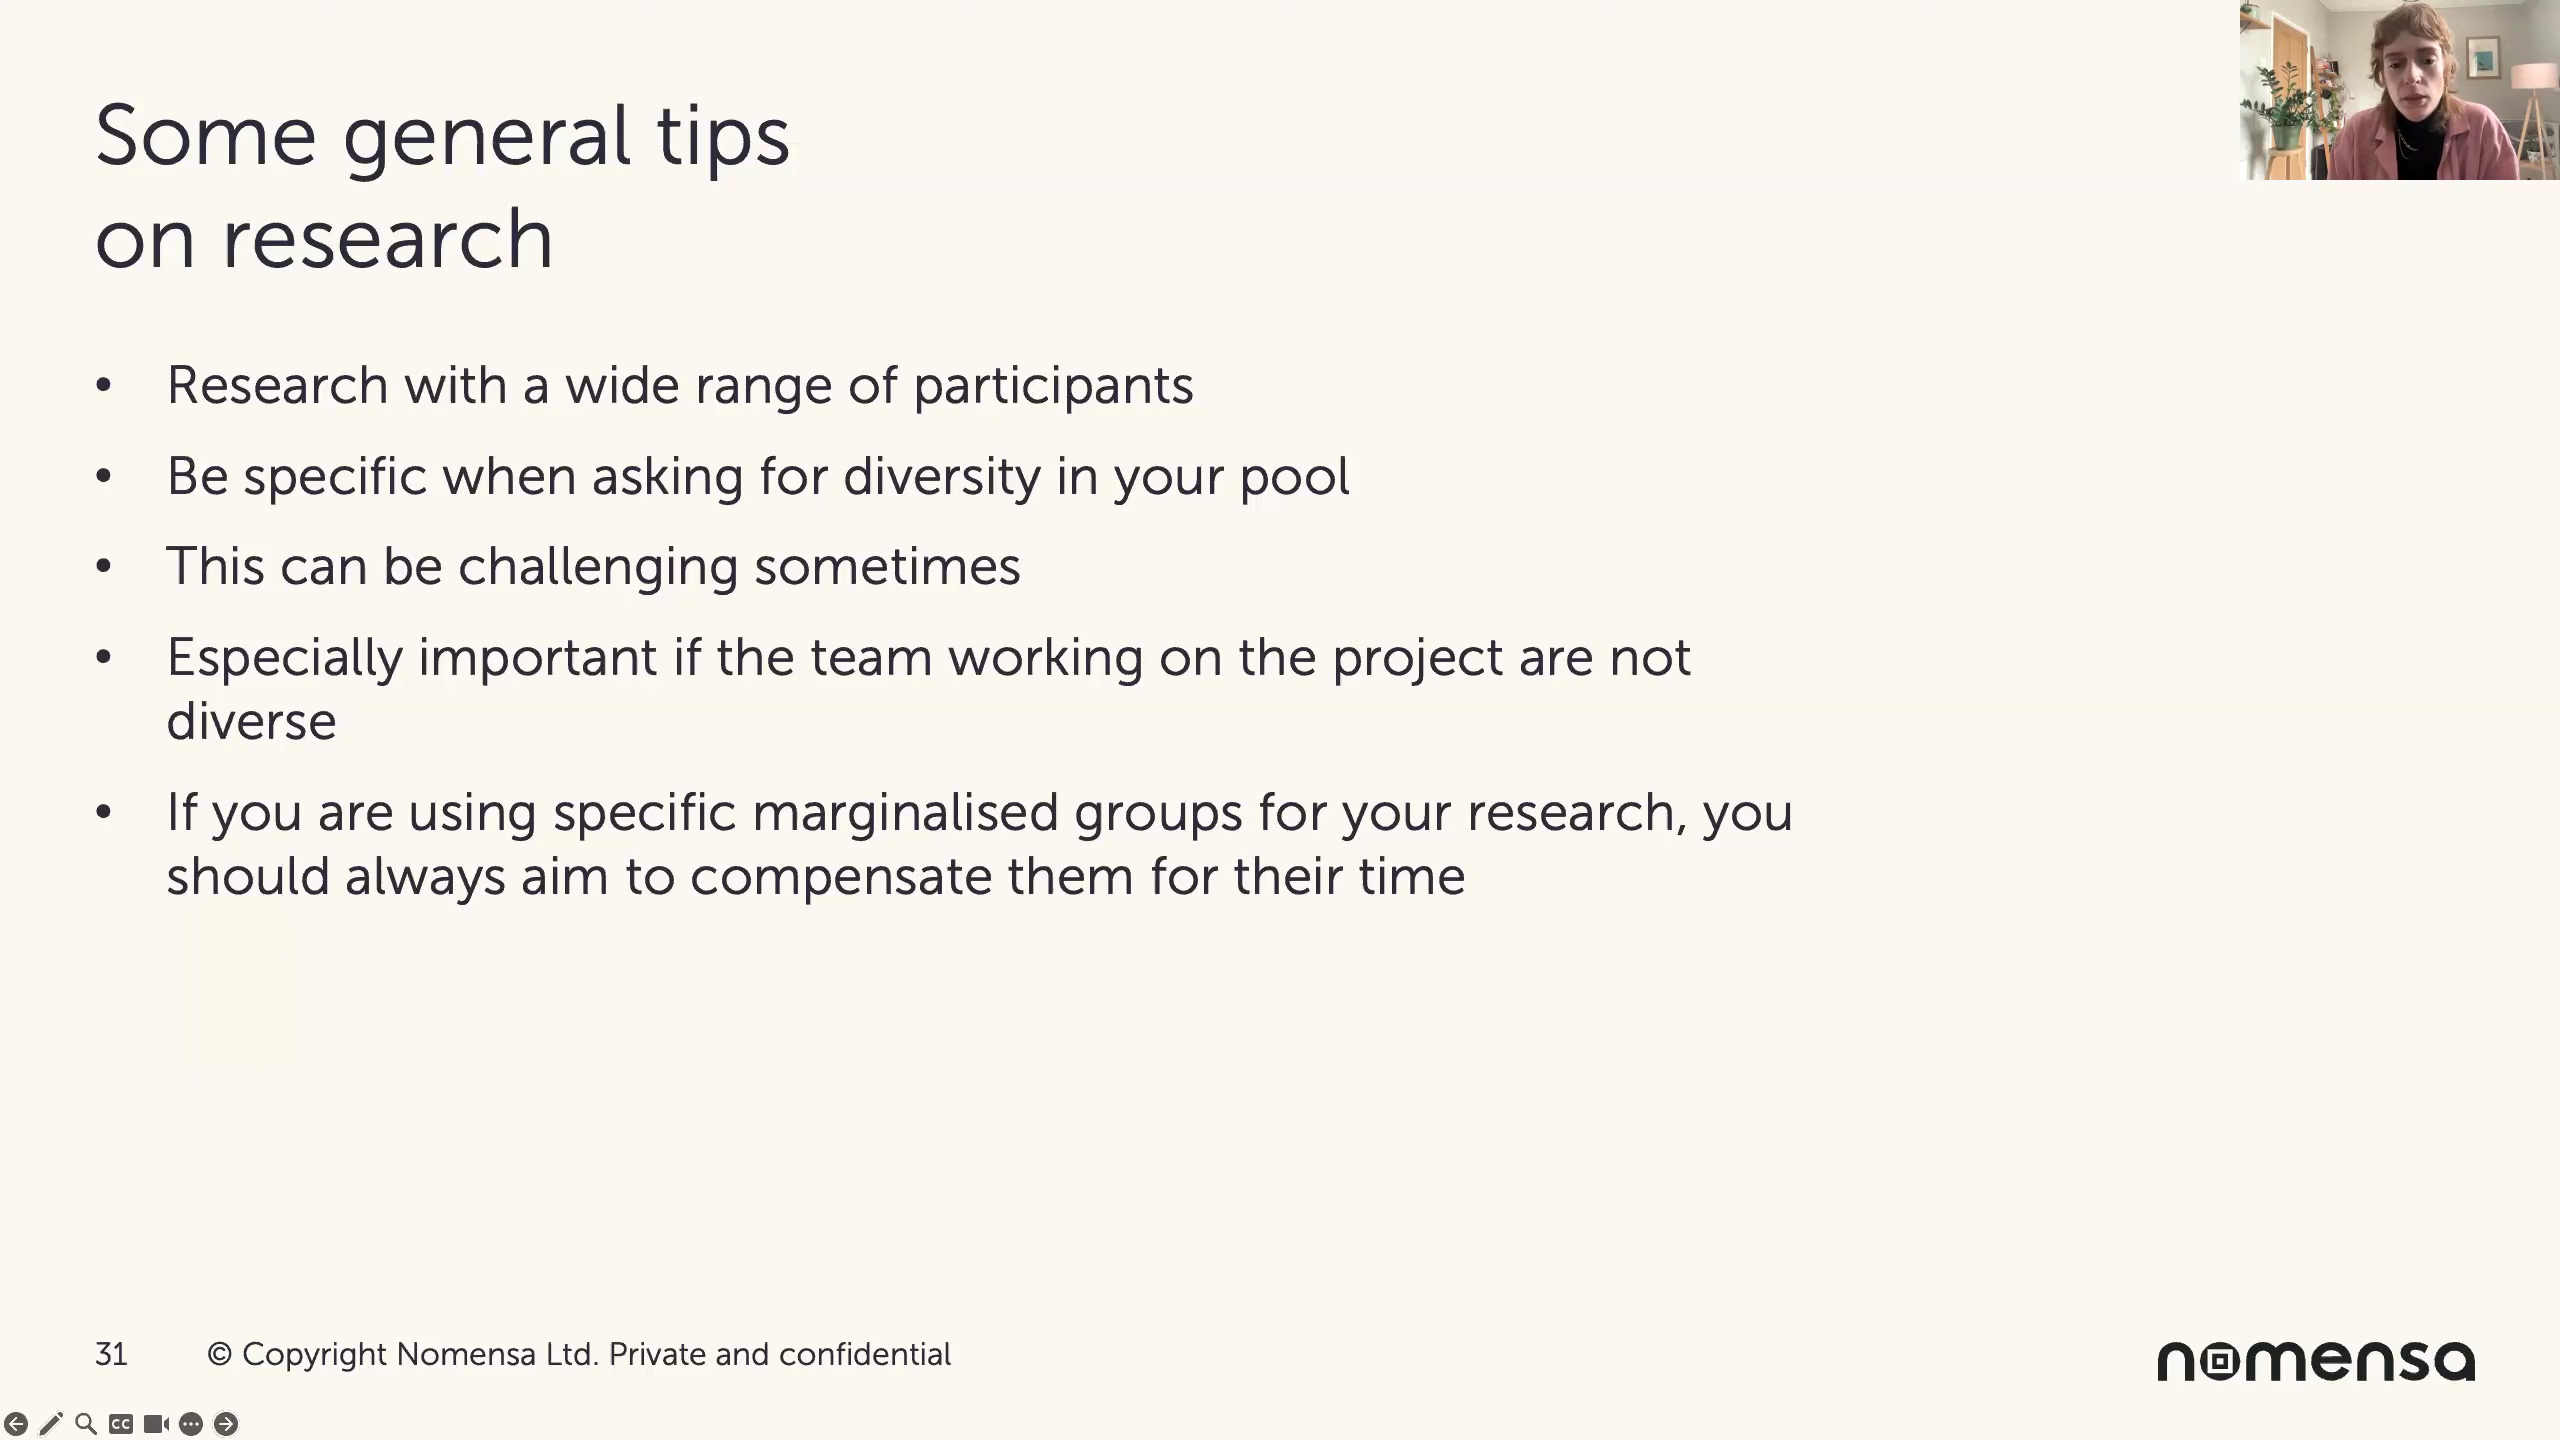 Some general tips
on research
• Research with a wide range of participants
• Be specific when asking for diversity in your pool
• This can be challenging sometimes
• Especially important if the team working on the project are not
diverse
• If you are using specific marginalised groups for your research, you
should always aim to compensate them for their time
31 © Copyright Nomensa Ltd. Private and confidential
nomensa
CC